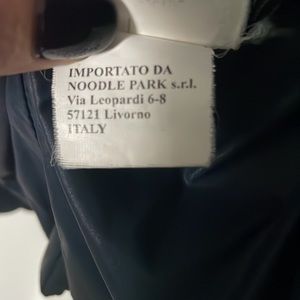 IMPORTATO DA
NOODLE PARK s.r.l.
Via Leopardi 6-8
57121 Livorno
ITALY